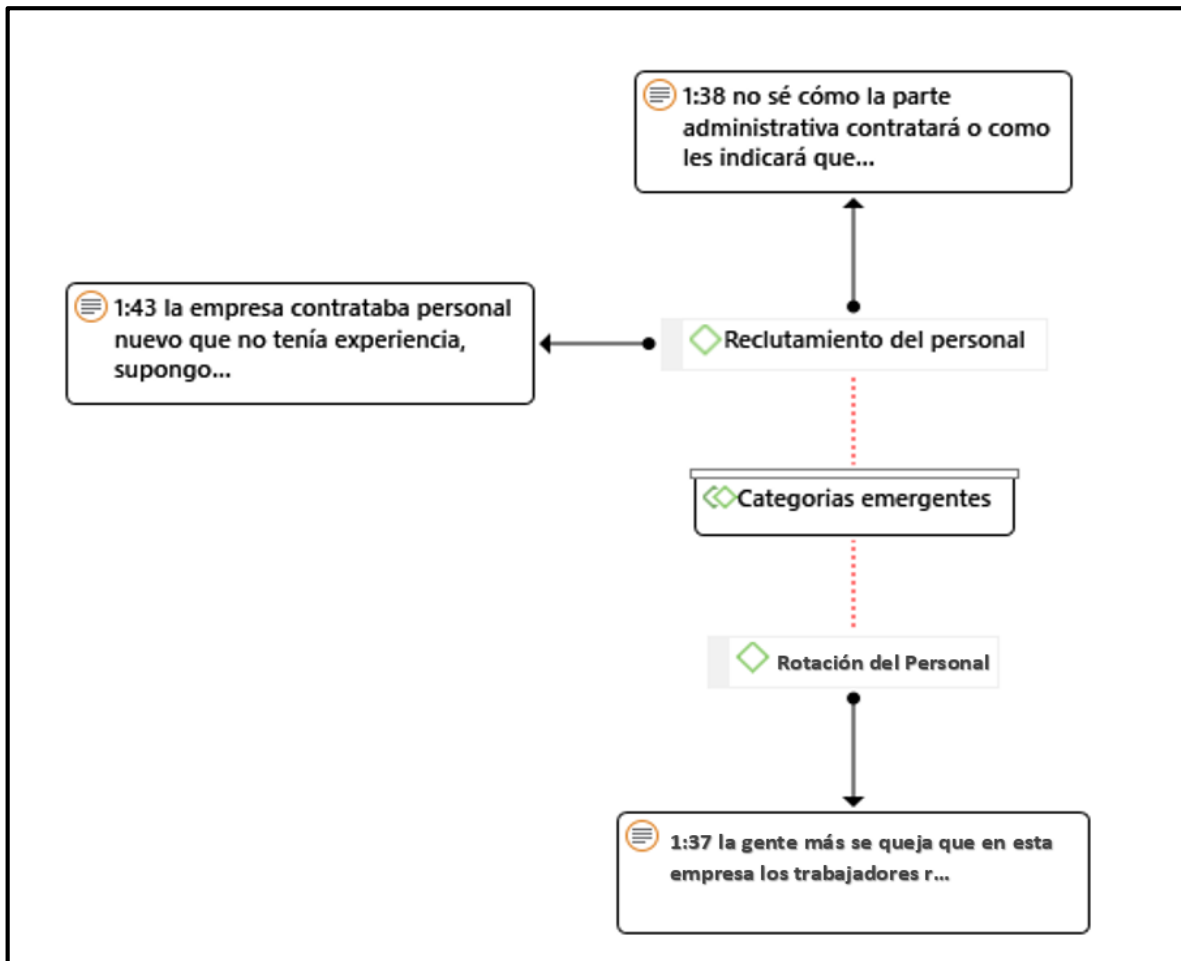 1:38 no sé cómo la parte
administrativa contratará o como
les indicará que...
1:43 la empresa contrataba personal
nuevo que no tenía experiencia,
supongo...
Reclutamiento del personal
Categorias emergentes
Rotación del Personal
1:37 la gente más se queja que en esta
empresa los trabajadores r...